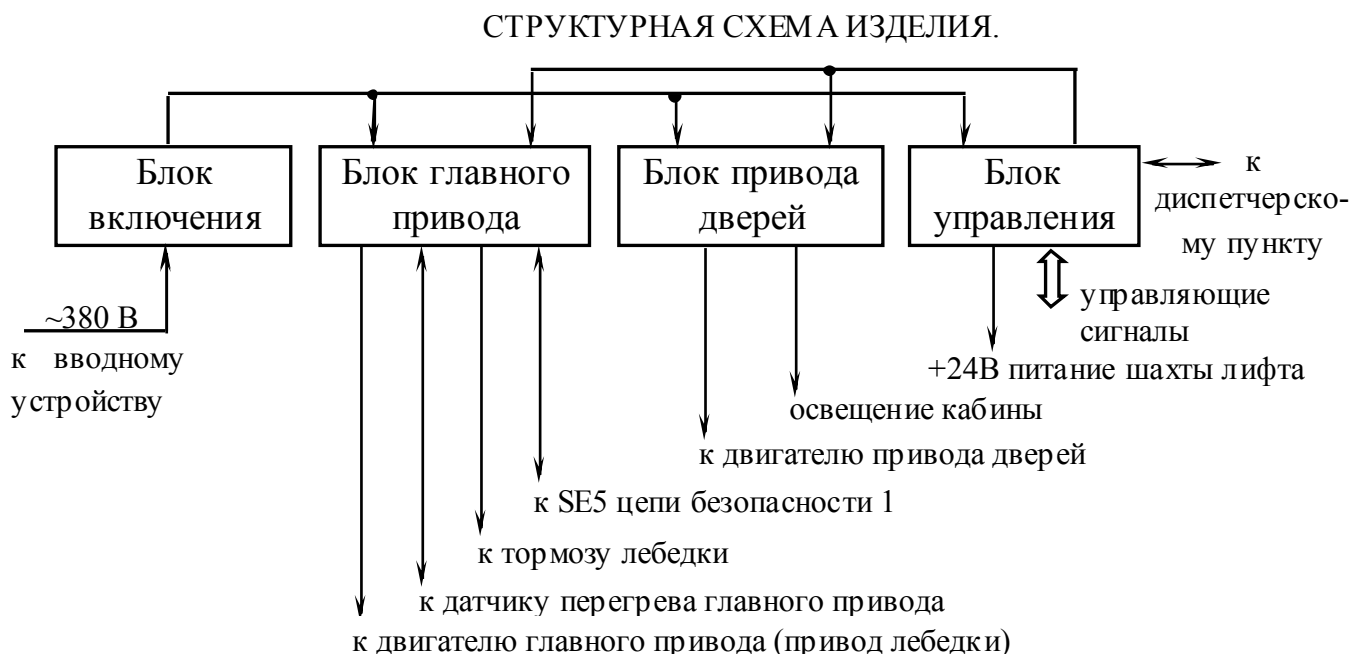 СТРУКТУРНАЯ СХЕМА ИЗДЕЛИЯ.
Блок
включения
Блок главного
привода
Блок привода
дверей
Блок
управления
к
диспетчерско-
му пункту
~380 В
к вводному
устройству
управляющие
сигналы
+24В питание шахты лифта
освещение кабины
к двигателю привода дверей
к SE5 цепи безопасности 1
к тормозу лебедки
к датчику перегрева главного привода
к двигателю главного привода (привод лебедки)